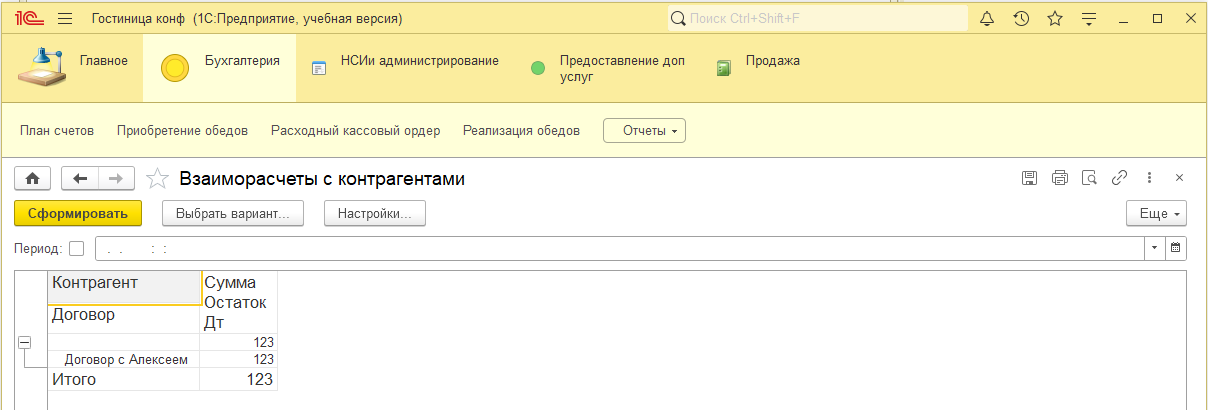 1С Гостиница конф (1С:Предприятие, учебная версия) Поиск Ctrl+Shift+F
Главное Бухгалтерия НСИи администрирование Предоставление доп услуг Продажа
План счетов Приобретение обедов Расходный кассовый ордер Реализация обедов Отчеты
Взаиморасчеты с контрагентами
Сформировать Выбрать вариант... Настройки... Еще
Период: . . : :
Контрагент Сумма
Остаток
Договор Дт
123
Договор с Алексеем 123
Итого 123